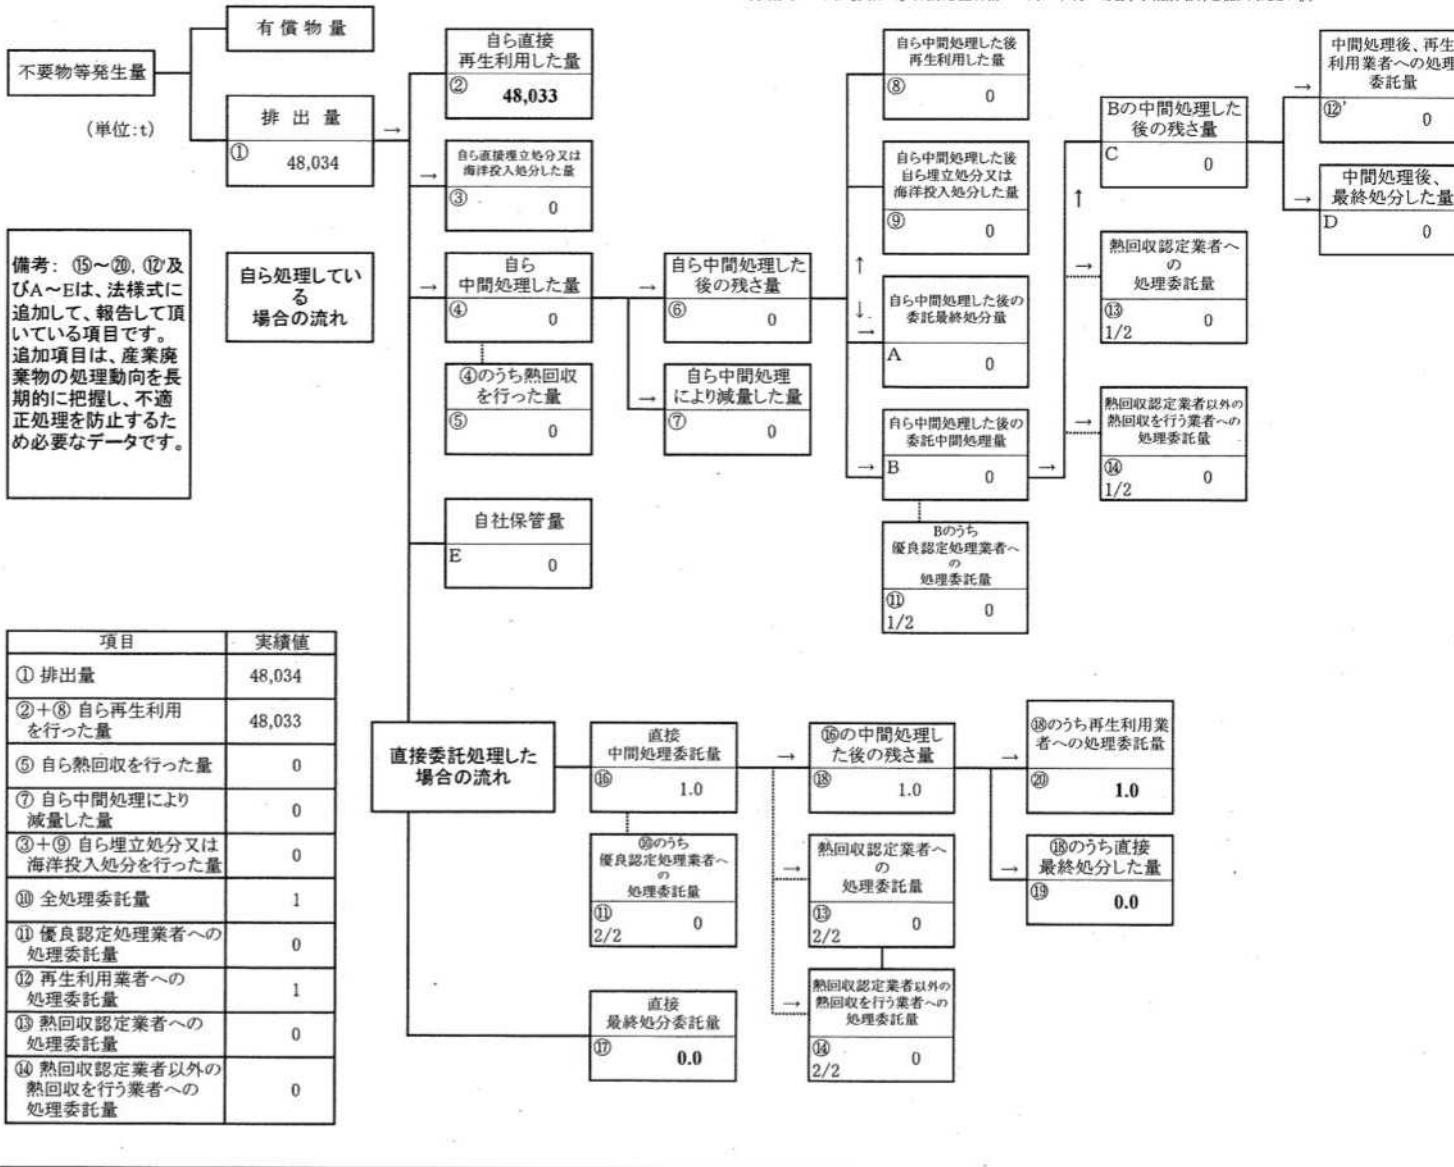 不要物等発生量
(単位:t)
有償物量
排出量
→
①
48,034
備考: ⑮～⑳, ⑫'及
びA～Eは、法様式に
追加して、報告して頂
いている項目です。
追加項目は、産業廃
棄物の処理動向を長
期的に把握し、不適
正処理を防止するた
め必要なデータです。
自ら処理してい
る
場合の流れ
自ら直接
再生利用した量
②
48,033
→
自ら直接埋立処分又は
海洋投入処分した量
③
0
→
自ら
中間処理した量
④
0
④のうち熱回収
を行った量
⑤
0
自社保管量
E
0
→
自ら中間処理した
後の残さ量
⑥
0
→
自ら中間処理
により減量した量
⑦
0
自ら中間処理した後
再生利用した量
⑧
0
自ら中間処理した後
自ら埋立処分又は
海洋投入処分した量
⑨
0
↑
↓
→
自ら中間処理した後の
委託最終処分量
A
0
→
自ら中間処理した後の
委託中間処理量
B
0
→
Bのうち
優良認定処理業者へ
の
処理委託量
⑪
1/2
0
↑
Bの中間処理した
後の残さ量
C
0
→
熱回収認定業者へ
の
処理委託量
⑬
1/2
0
→
熱回収認定業者以外の
熱回収を行う業者への
処理委託量
⑭
1/2
0
→
中間処理後、再生
利用業者への処理
委託量
⑫'
0
→
中間処理後、
最終処分した量
D
0
項目 実績値
① 排出量 48,034
②＋⑧ 自ら再生利用
を行った量 48,033
⑤ 自ら熱回収を行った量 0
⑦ 自ら中間処理により
減量した量 0
③＋⑨ 自ら埋立処分又は
海洋投入処分を行った量 0
⑩ 全処理委託量 1
⑪ 優良認定処理業者への
処理委託量 0
⑫ 再生利用業者への
処理委託量 1
⑬ 熱回収認定業者への
処理委託量 0
⑭ 熱回収認定業者以外の
熱回収を行う業者への
処理委託量 0
直接委託処理した
場合の流れ
直接
中間処理委託量
⑯
1.0
⑩のうち
優良認定処理業者へ
の
処理委託量
⑪
2/2
0
直接
最終処分委託量
⑰
0.0
→
⑯の中間処理し
た後の残さ量
⑱
1.0
→
熱回収認定業者へ
の
処理委託量
⑬
2/2
0
→
熱回収認定業者以外の
熱回収を行う業者への
処理委託量
⑭
2/2
0
→
⑱のうち再生利用業
者への処理委託量
⑳
1.0
→
⑱のうち直接
最終処分した量
⑲
0.0